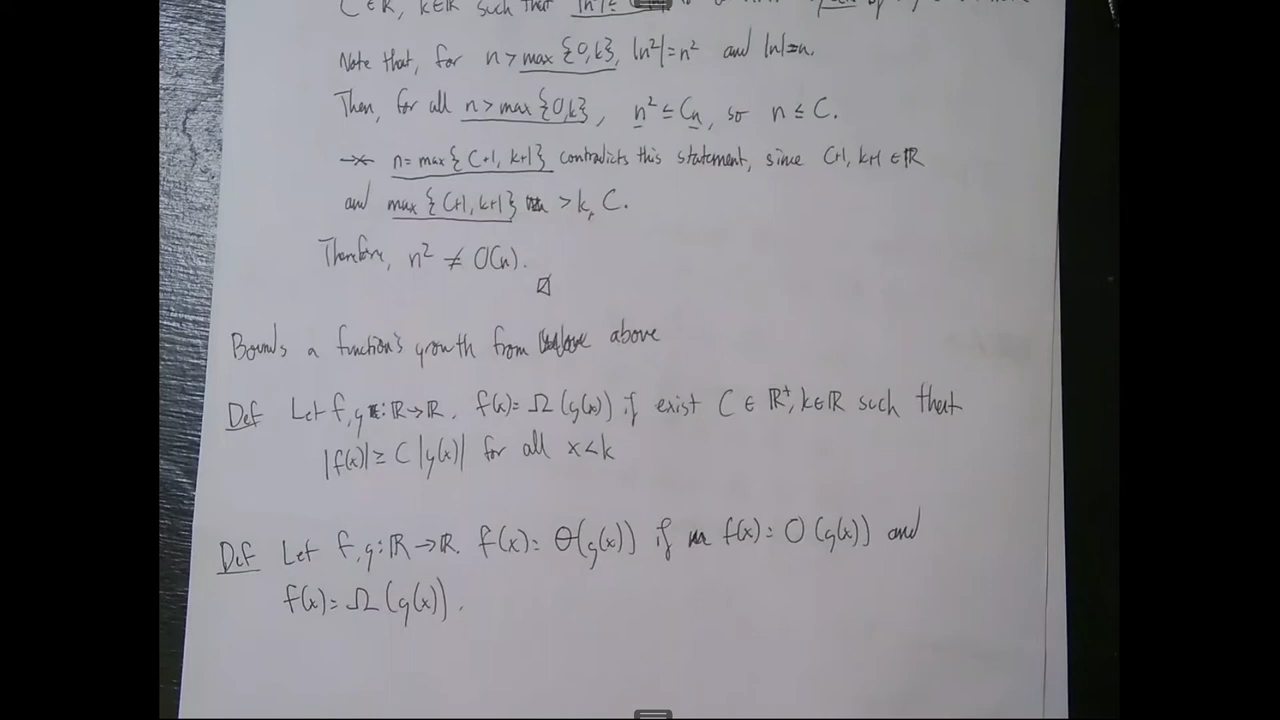 C ∈ ℝ, k∈ℝ such that
Note that, for n > max {0,k}, |n²|=n² and |n|=n.
Then, for all n > max {0,k}, n² ≤ Cn, so n ≤ C.
n= max{ C+1, k+1} contradicts this statement, since C+1, k+1 ∈ ℝ
and max {C+1, k+1} > k, C.
Therefore, n² ≠ O(n).
Bounds a function's growth from above
Def Let f,g: ℝ→ℝ. f(x)= Ω(g(x)) if exist C ∈ ℝ⁺, k∈ℝ such that
|f(x)| ≥ C |g(x)| for all x<k
Def Let f,g: ℝ→ℝ. f(x)= Θ(g(x)) if f(x)= O(g(x)) and
f(x)= Ω(g(x)).